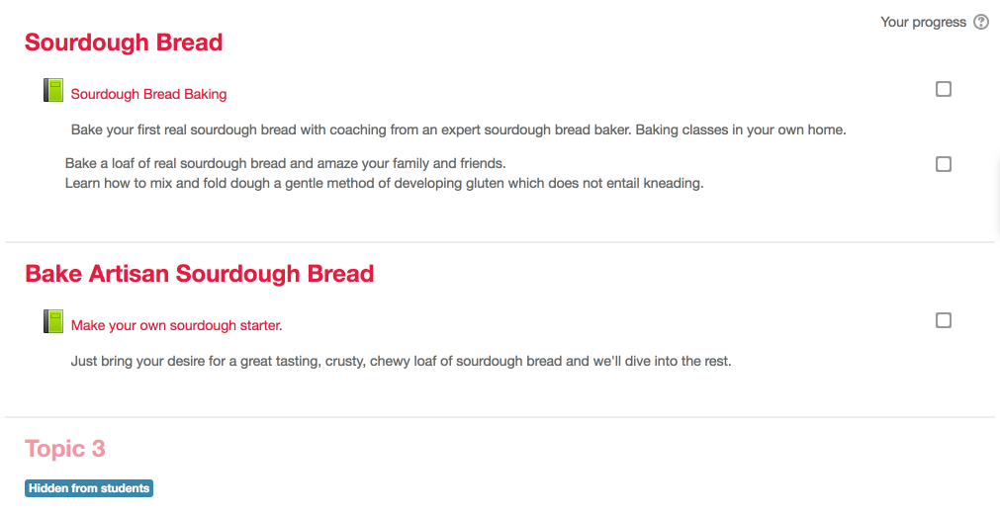 Your progress
Sourdough Bread
Sourdough Bread Baking
Bake your first real sourdough bread with coaching from an expert sourdough bread baker. Baking classes in your own home.
Bake a loaf of real sourdough bread and amaze your family and friends.
Learn how to mix and fold dough a gentle method of developing gluten which does not entail kneading.
Bake Artisan Sourdough Bread
Make your own sourdough starter.
Just bring your desire for a great tasting, crusty, chewy loaf of sourdough bread and we'll dive into the rest.
Topic 3
Hidden from students